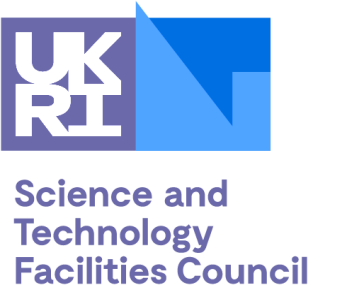 UK
RI
Science and
Technology
Facilities Council